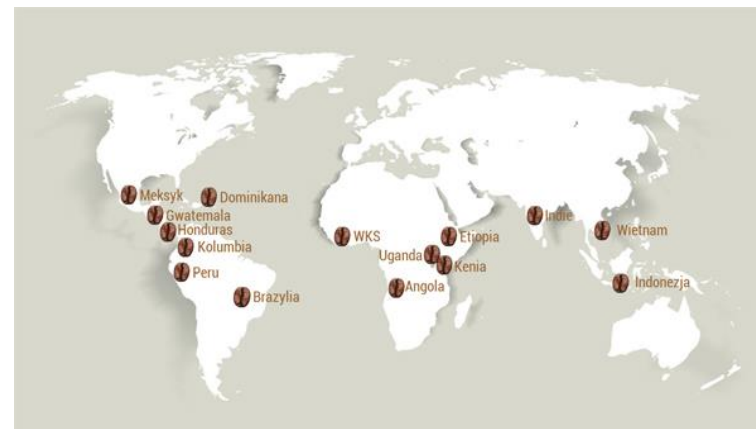 Meksyk
Dominikana
Gwatemala
Honduras
Kolumbia
Peru
Brazylia
WKS
Etiopia
Uganda
Kenia
Angola
Indie
Wietnam
Indonezja